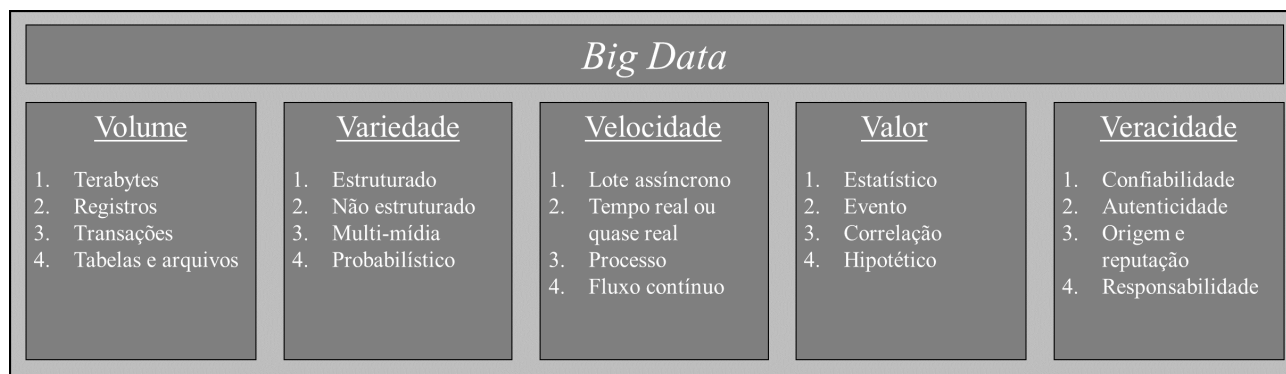 Big Data
Volume
1. Terabytes
2. Registros
3. Transações
4. Tabelas e arquivos
Variedade
1. Estruturado
2. Não estruturado
3. Multi-mídia
4. Probabilístico
Velocidade
1. Lote assíncrono
2. Tempo real ou
quase real
3. Processo
4. Fluxo contínuo
Valor
1. Estatístico
2. Evento
3. Correlação
4. Hipotético
Veracidade
1. Confiabilidade
2. Autenticidade
3. Origem e
reputação
4. Responsabilidade